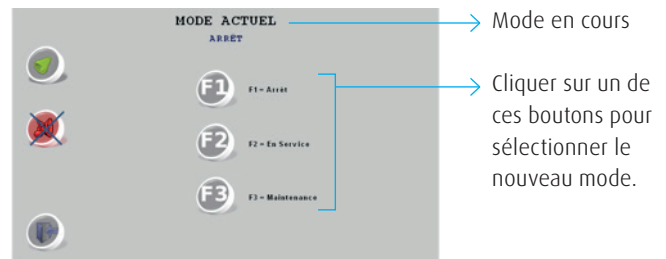 MODE ACTUEL
ARRÊT
Mode en cours
F1
F1 = Arrêt
F2
F2 = En Service
F3
F3 = Maintenance
Cliquer sur un de
ces boutons pour
sélectionner le
nouveau mode.